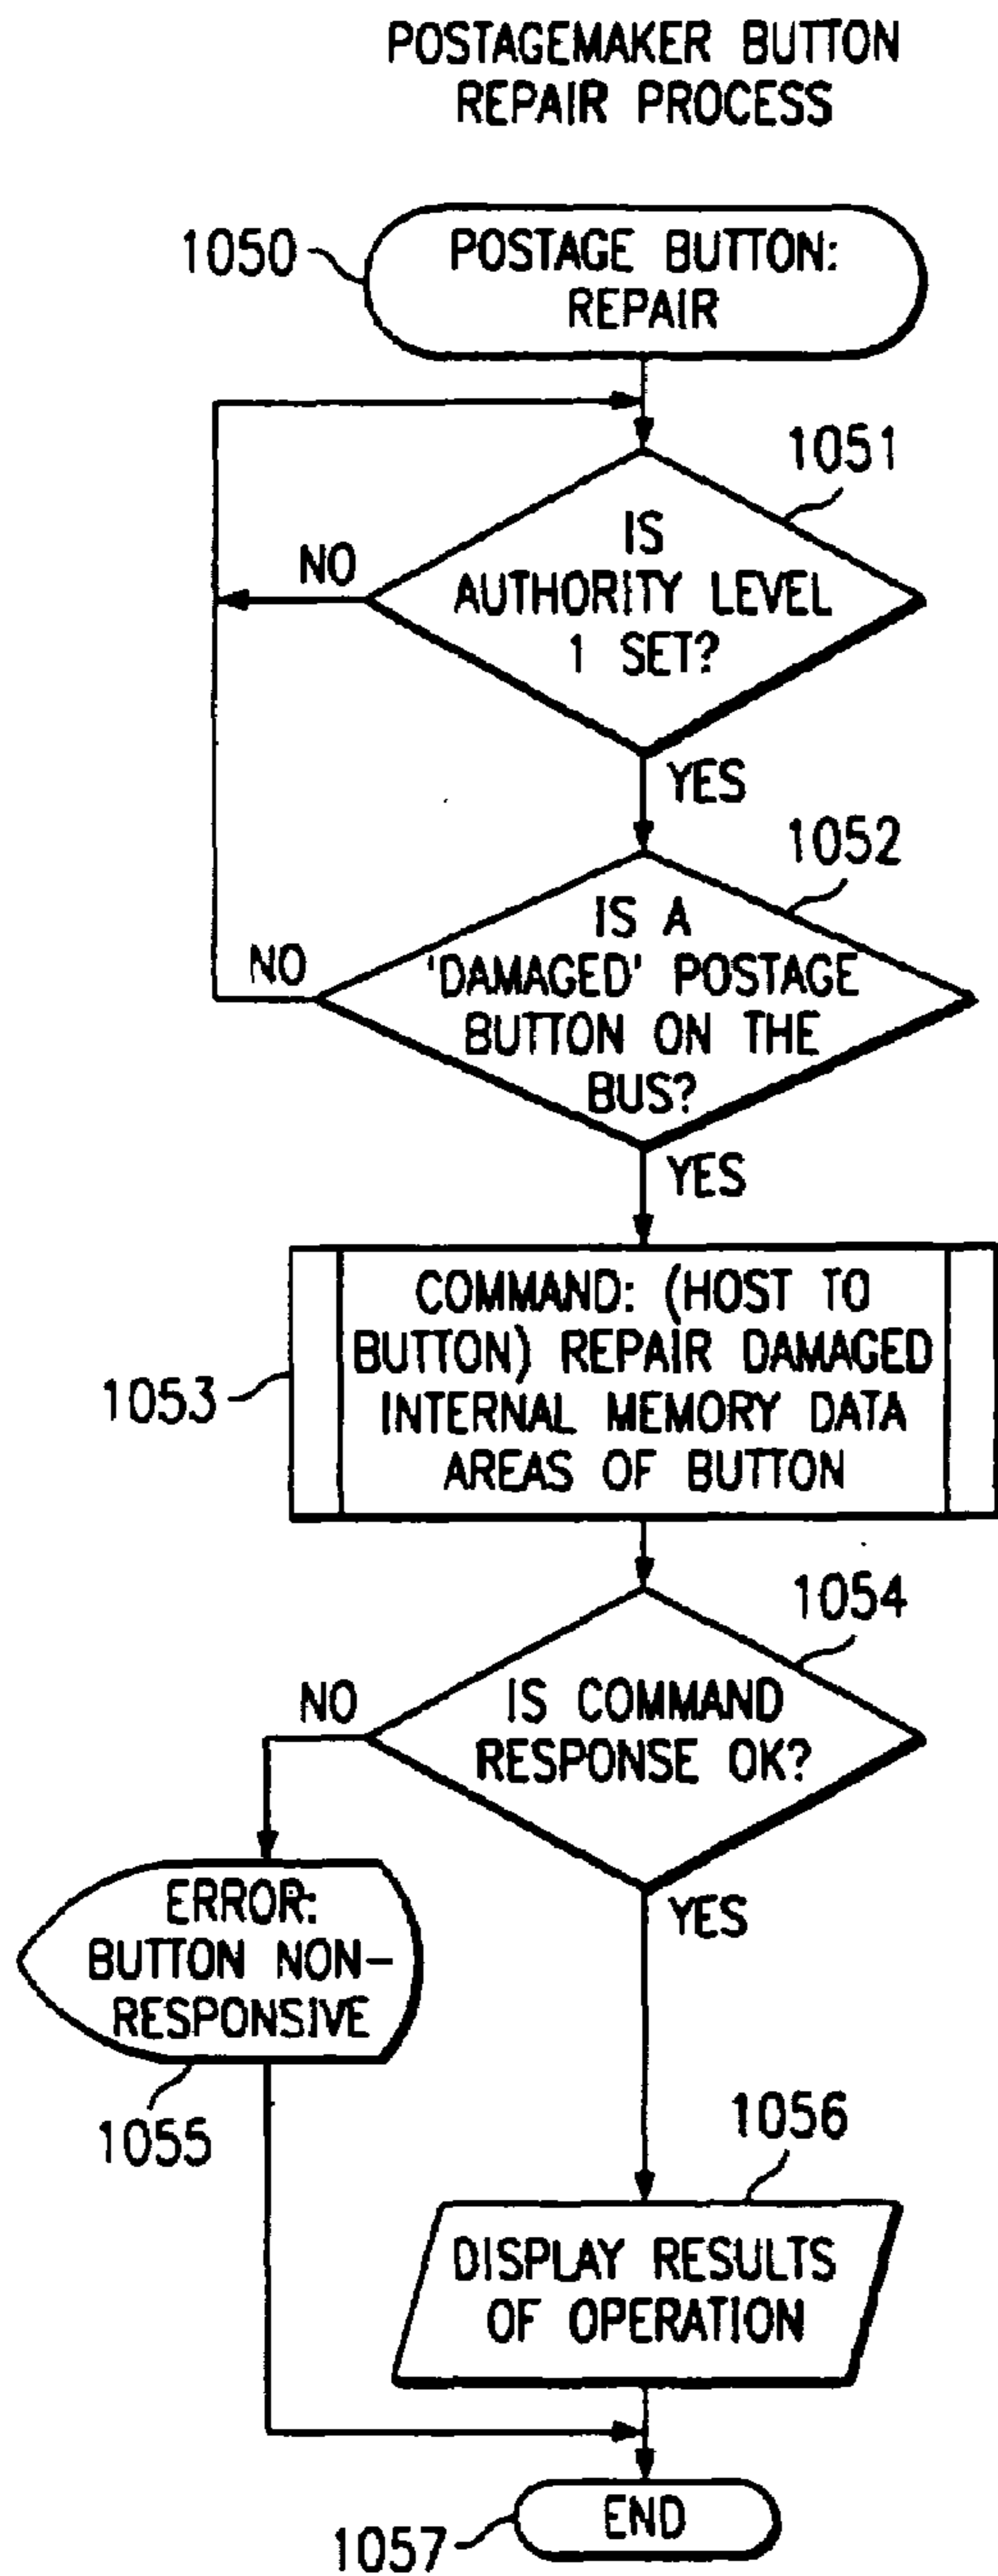 POSTAGEMAKER BUTTON
REPAIR PROCESS
1050
POSTAGE BUTTON:
REPAIR
1051
IS
AUTHORITY LEVEL
1 SET?
NO
YES
1052
IS A
'DAMAGED' POSTAGE
BUTTON ON THE
BUS?
NO
YES
1053
COMMAND: (HOST TO
BUTTON) REPAIR DAMAGED
INTERNAL MEMORY DATA
AREAS OF BUTTON
1054
IS COMMAND
RESPONSE OK?
NO
YES
ERROR:
BUTTON NON-
RESPONSIVE
1055
1056
DISPLAY RESULTS
OF OPERATION
END
1057